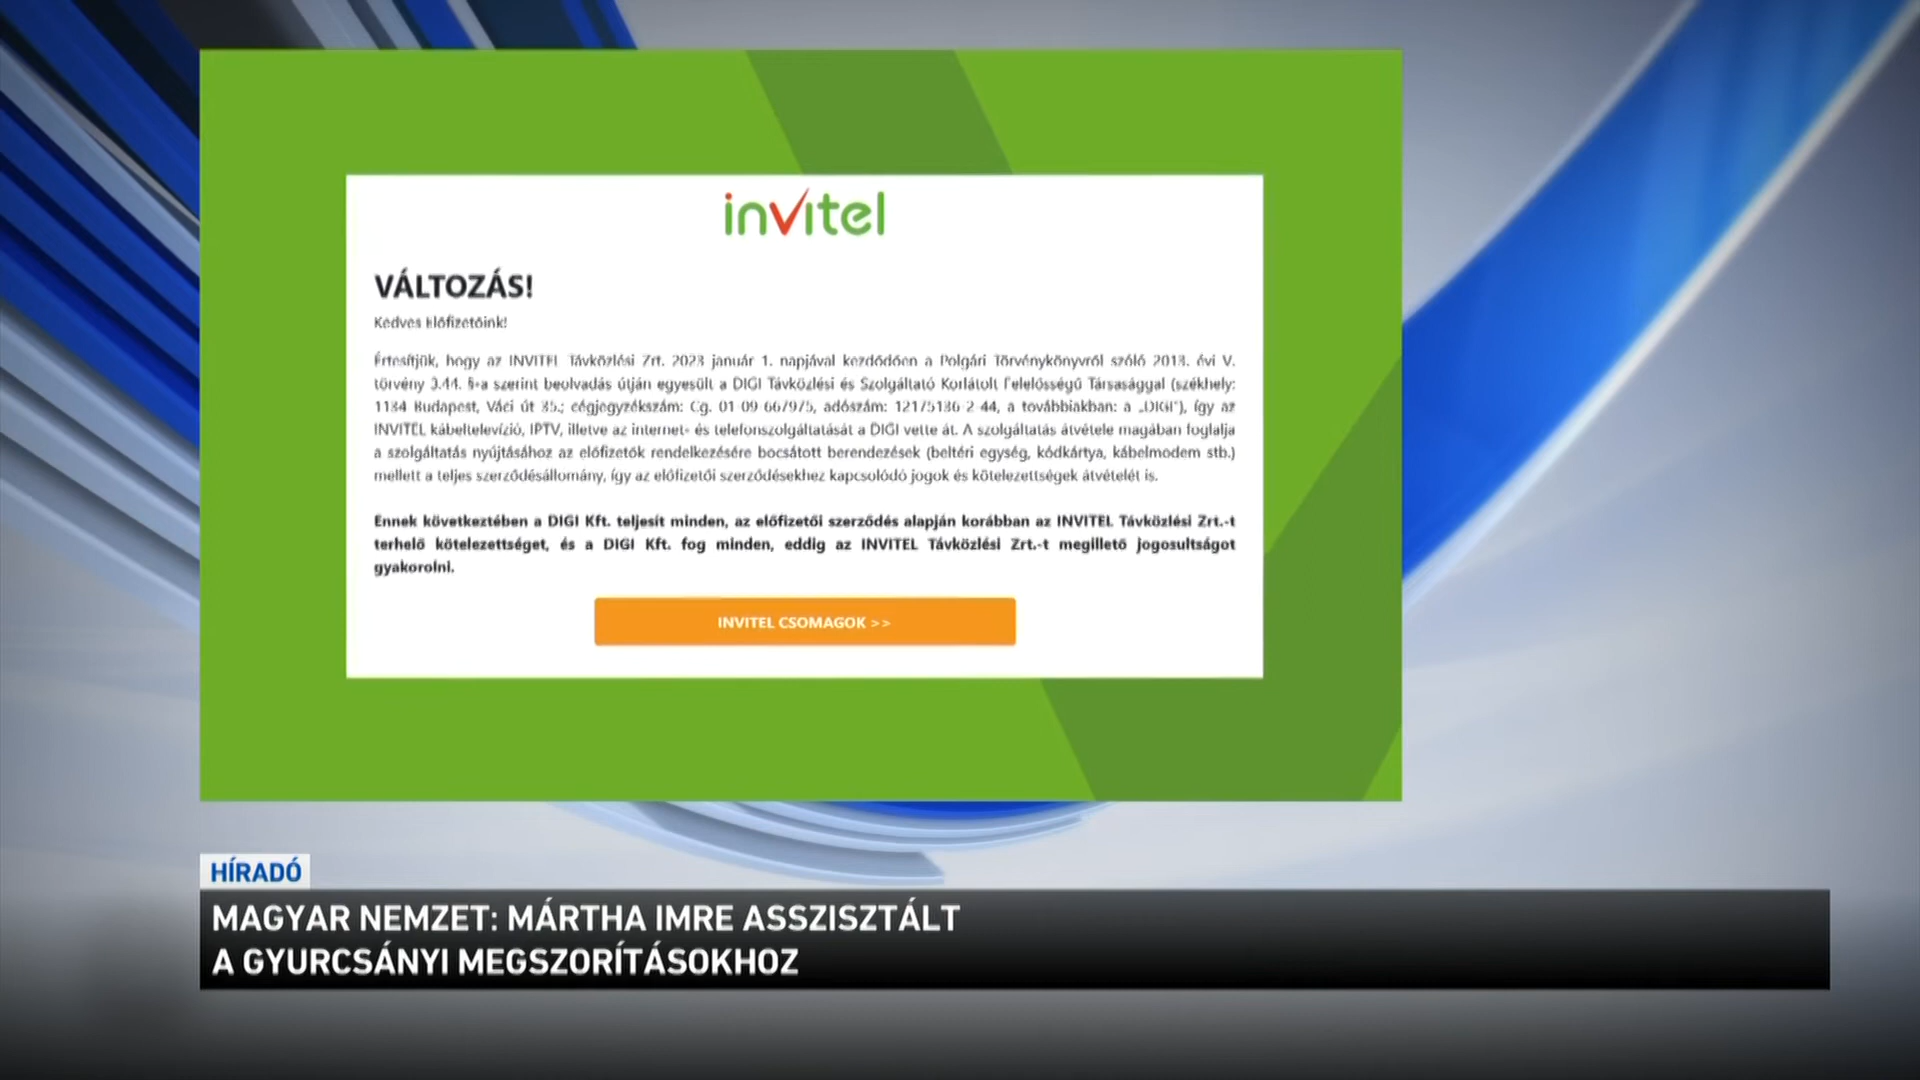 invitel
VÁLTOZÁS!
Kedves Előfizetőink!
Értesítjük, hogy az INVITEL Távközlési Zrt. 2023 január 1. napjával kezdődően a Polgári Törvénykönyvről szóló 2013. évi V.
törvény 3.44. §-a szerint beolvadás útján egyesült a DIGI Távközlési és Szolgáltató Korlátolt Felelősségű Társasággal (székhely:
1134 Budapest, Váci út 35.; cégjegyzékszám: Cg. 01 09 667975, adószám: 12175136-2-44, a továbbiakban: a „DIGI"), így az
INVITEL kábeltelevízió, IPTV, illetve az internet- és telefonszolgáltatását a DIGI vette át. A szolgáltatás átvétele magában foglalja
a szolgáltatás nyújtásához az előfizetők rendelkezésére bocsátott berendezések (beltéri egység, kódkártya, kábelmodem stb.)
mellett a teljes szerződésállomány, így az előfizetői szerződésekhez kapcsolódó jogok és kötelezettségek átvételét is.
Ennek következtében a DIGI Kft. teljesít minden, az előfizetői szerződés alapján korábban az INVITEL Távközlési Zrt.-t
terhelő kötelezettséget, és a DIGI Kft. fog minden, eddig az INVITEL Távközlési Zrt.-t megillető jogosultságot
gyakorolni.
INVITEL CSOMAGOK >>
HÍRADÓ
MAGYAR NEMZET: MÁRTHA IMRE ASSZISZTÁLT
A GYURCSÁNYI MEGSZORÍTÁSOKHOZ